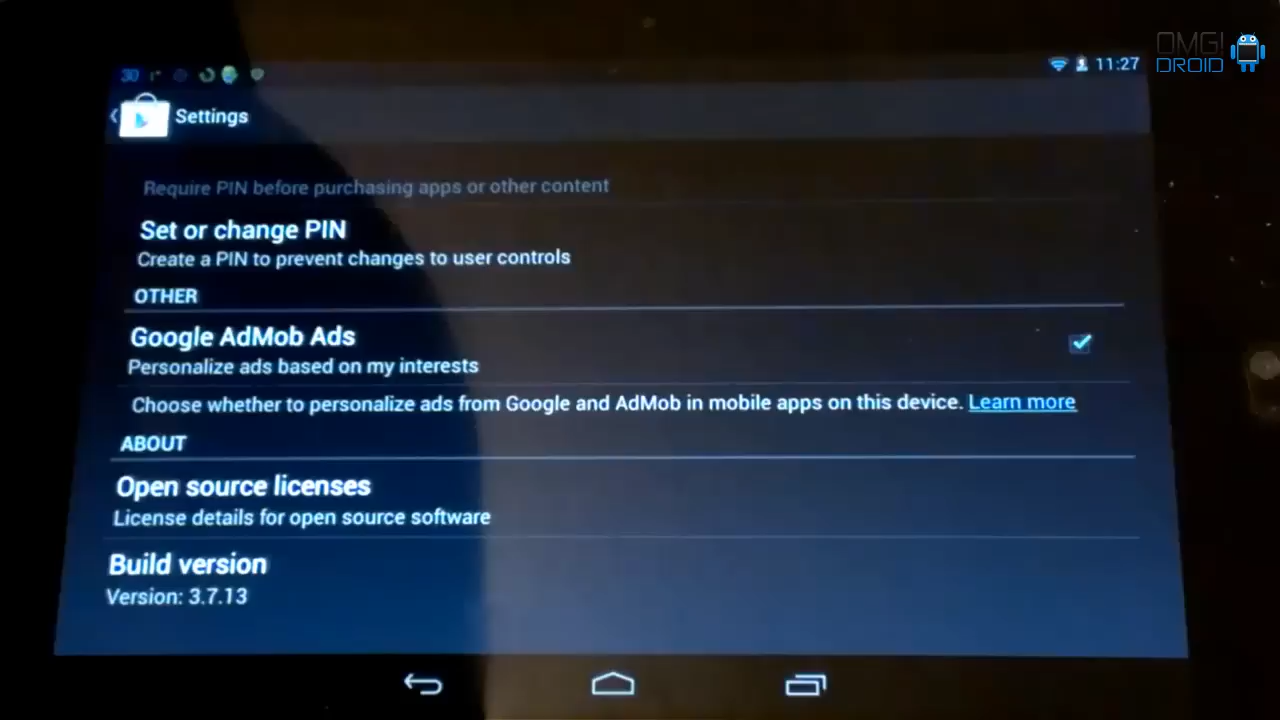 OMG!
DROID
30
11:27
Settings
Require PIN before purchasing apps or other content
Set or change PIN
Create a PIN to prevent changes to user controls
OTHER
Google AdMob Ads
Personalize ads based on my interests
Choose whether to personalize ads from Google and AdMob in mobile apps on this device. Learn more
ABOUT
Open source licenses
License details for open source software
Build version
Version: 3.7.13